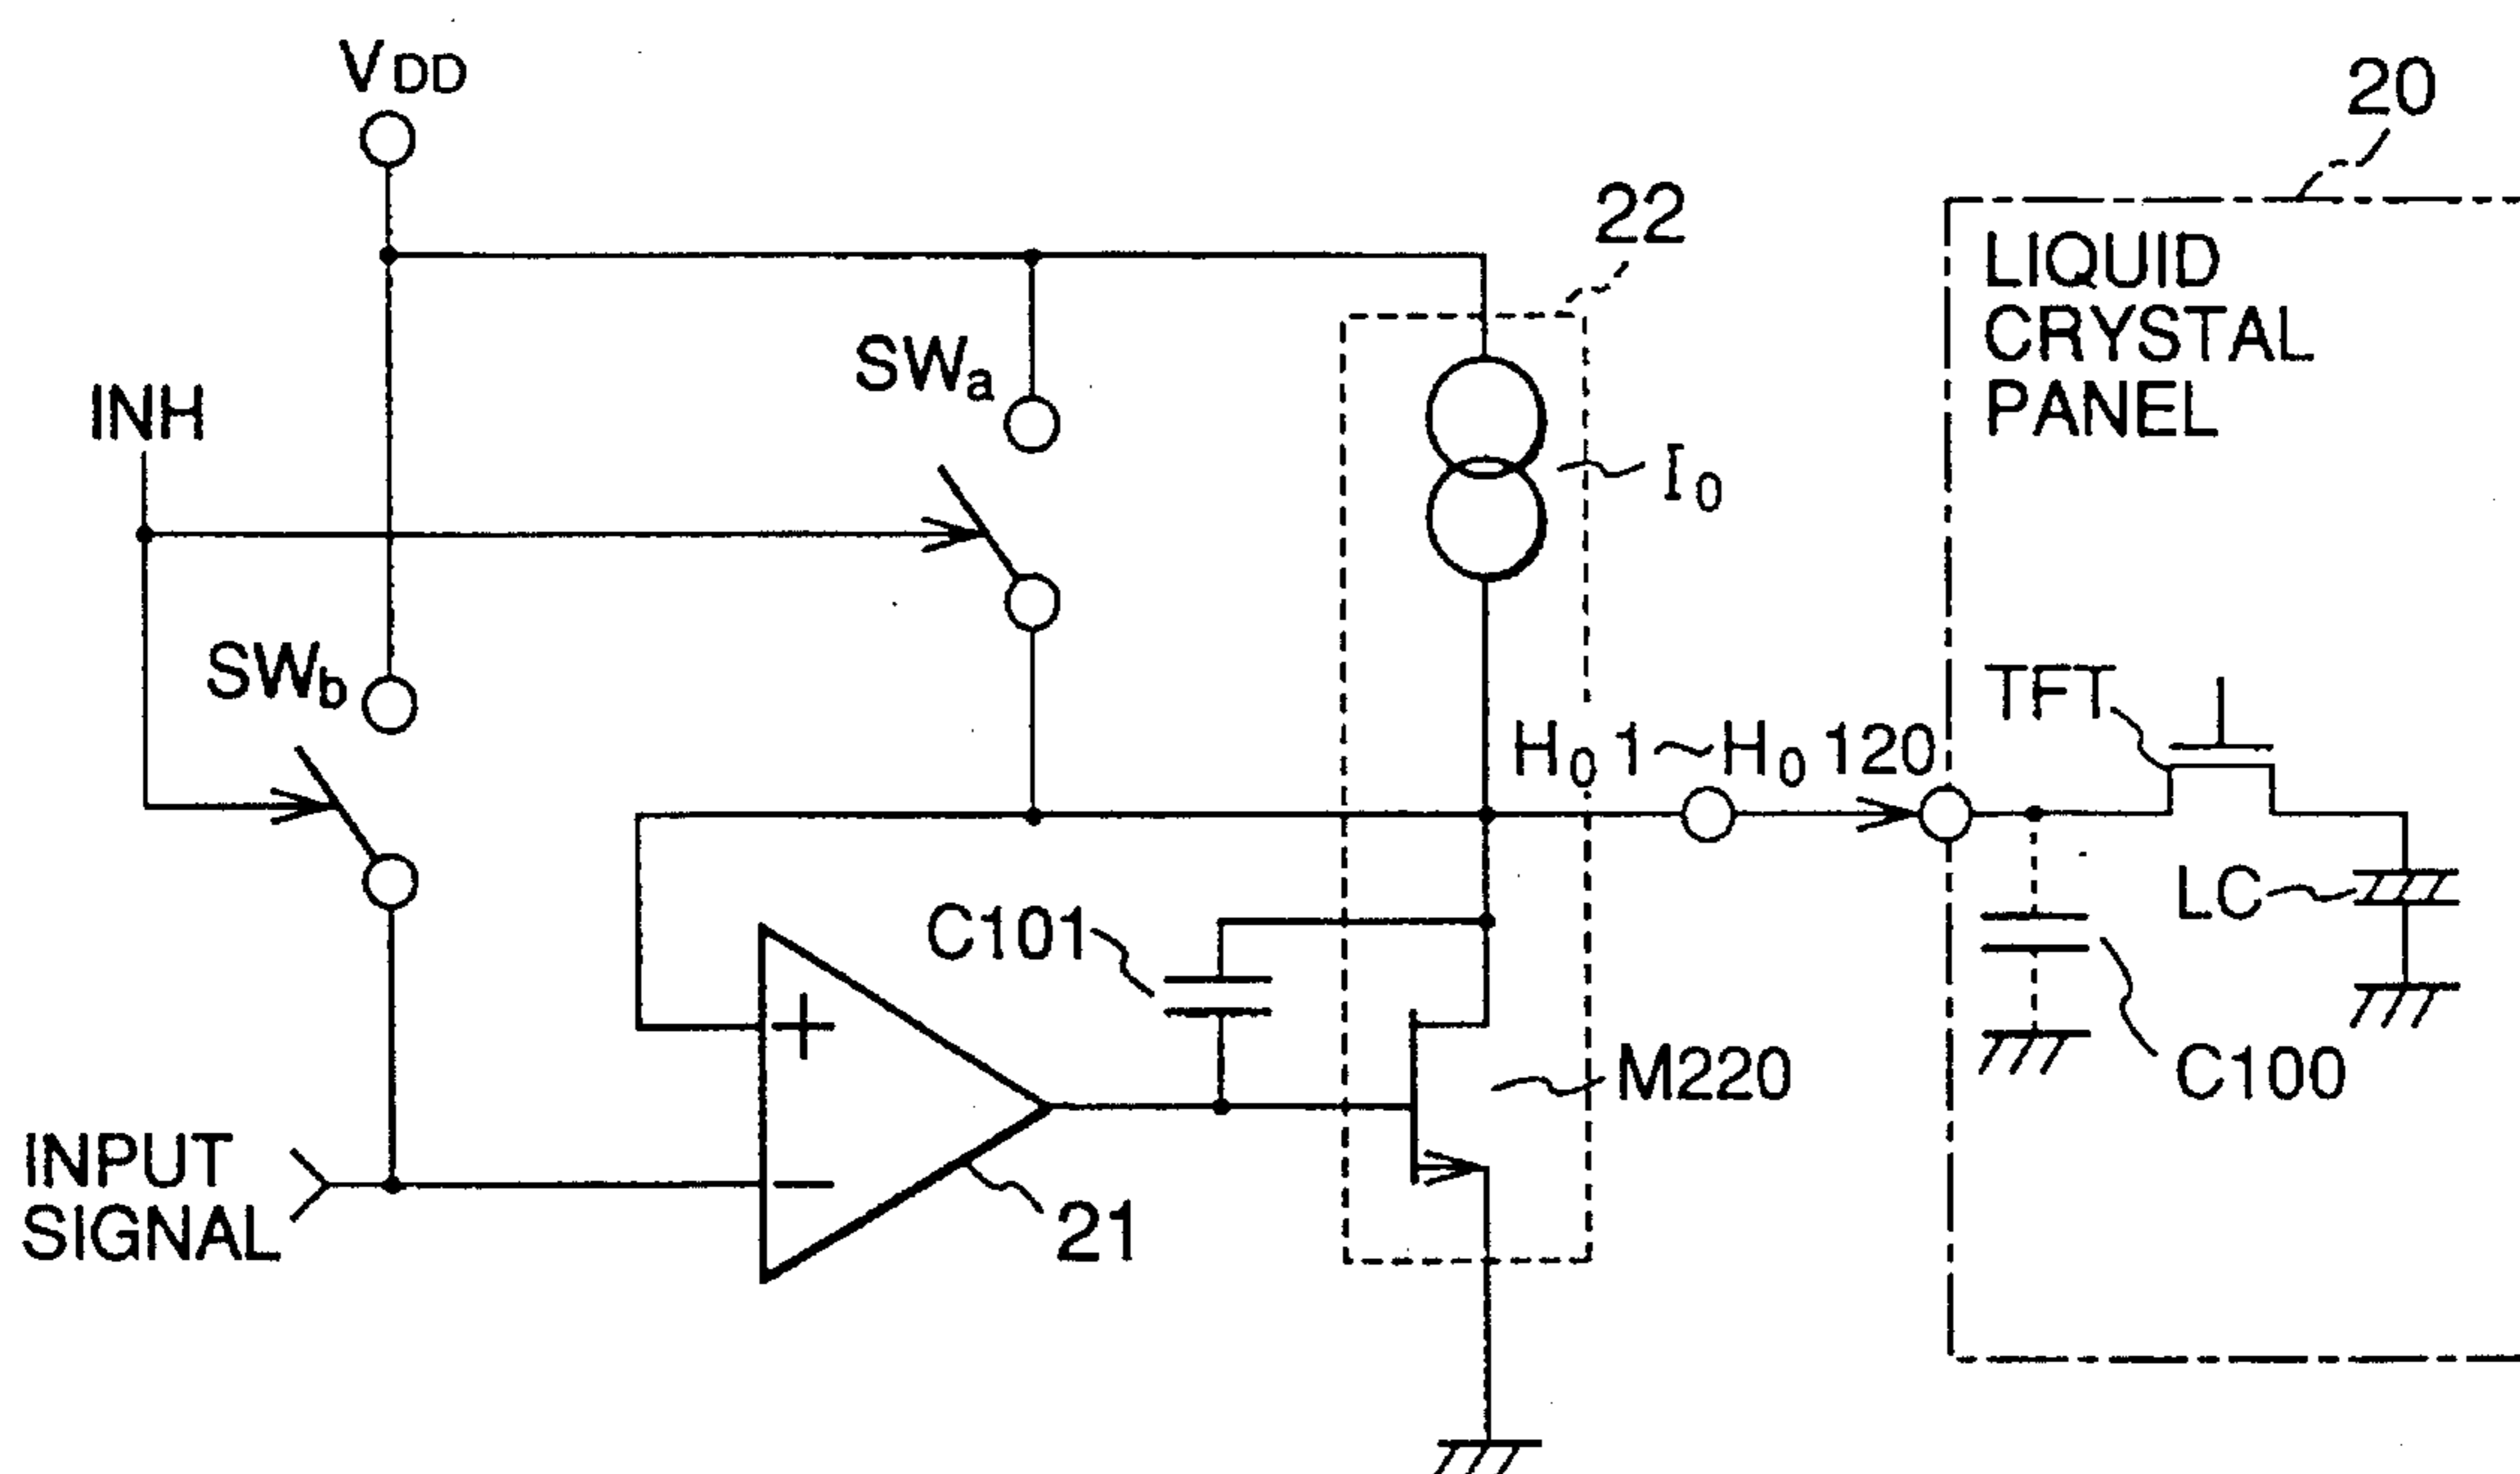 VDD
20
22
LIQUID
CRYSTAL
PANEL
SWa
INH
I0
SWb
TFT
H0 1~H0 120
LC
C101
+
M220
C100
INPUT
SIGNAL
−
21